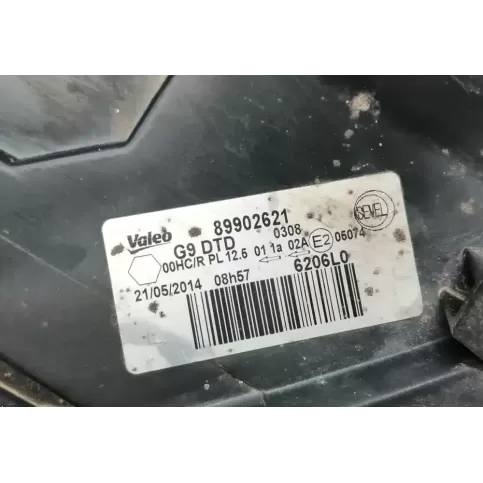 Valeo 89902621
G9 DTD 0308
00HC/R PL 12.5 01 1a 02A E2 05074
21/05/2014 08h57 6206L0
SEVEL